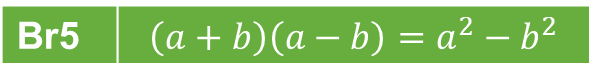 Br5 (a + b)(a − b) = a² − b²